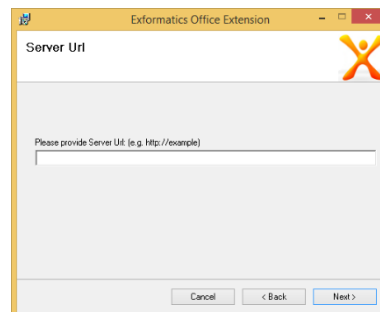 Exformatics Office Extension
Server Url
Please provide Server Url: (e.g. http://example)
Cancel
< Back
Next >